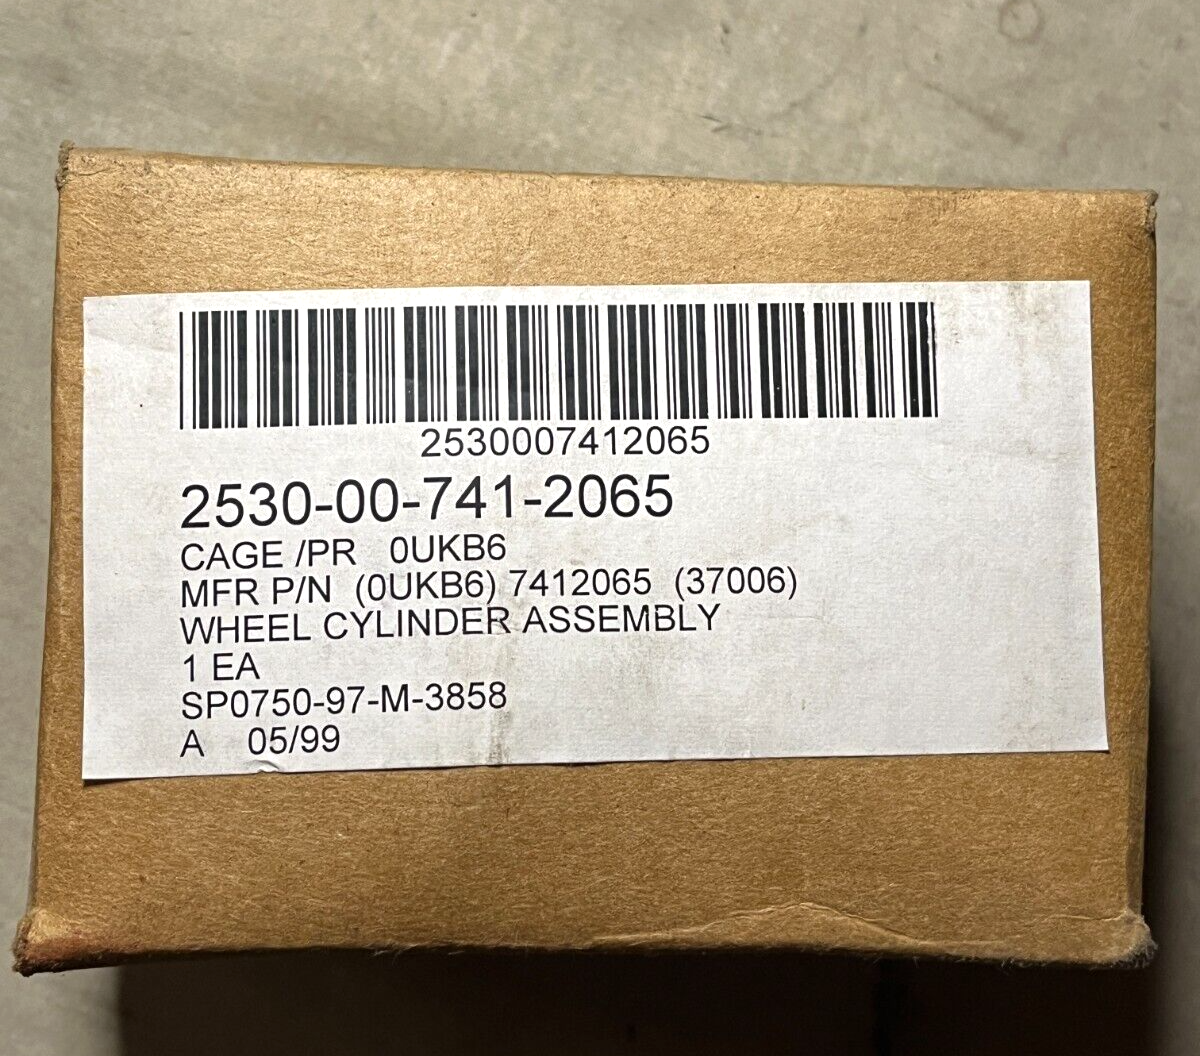 2530007412065
2530-00-741-2065
CAGE /PR 0UKB6
MFR P/N (0UKB6) 7412065 (37006)
WHEEL CYLINDER ASSEMBLY
1 EA
SP0750-97-M-3858
A 05/99